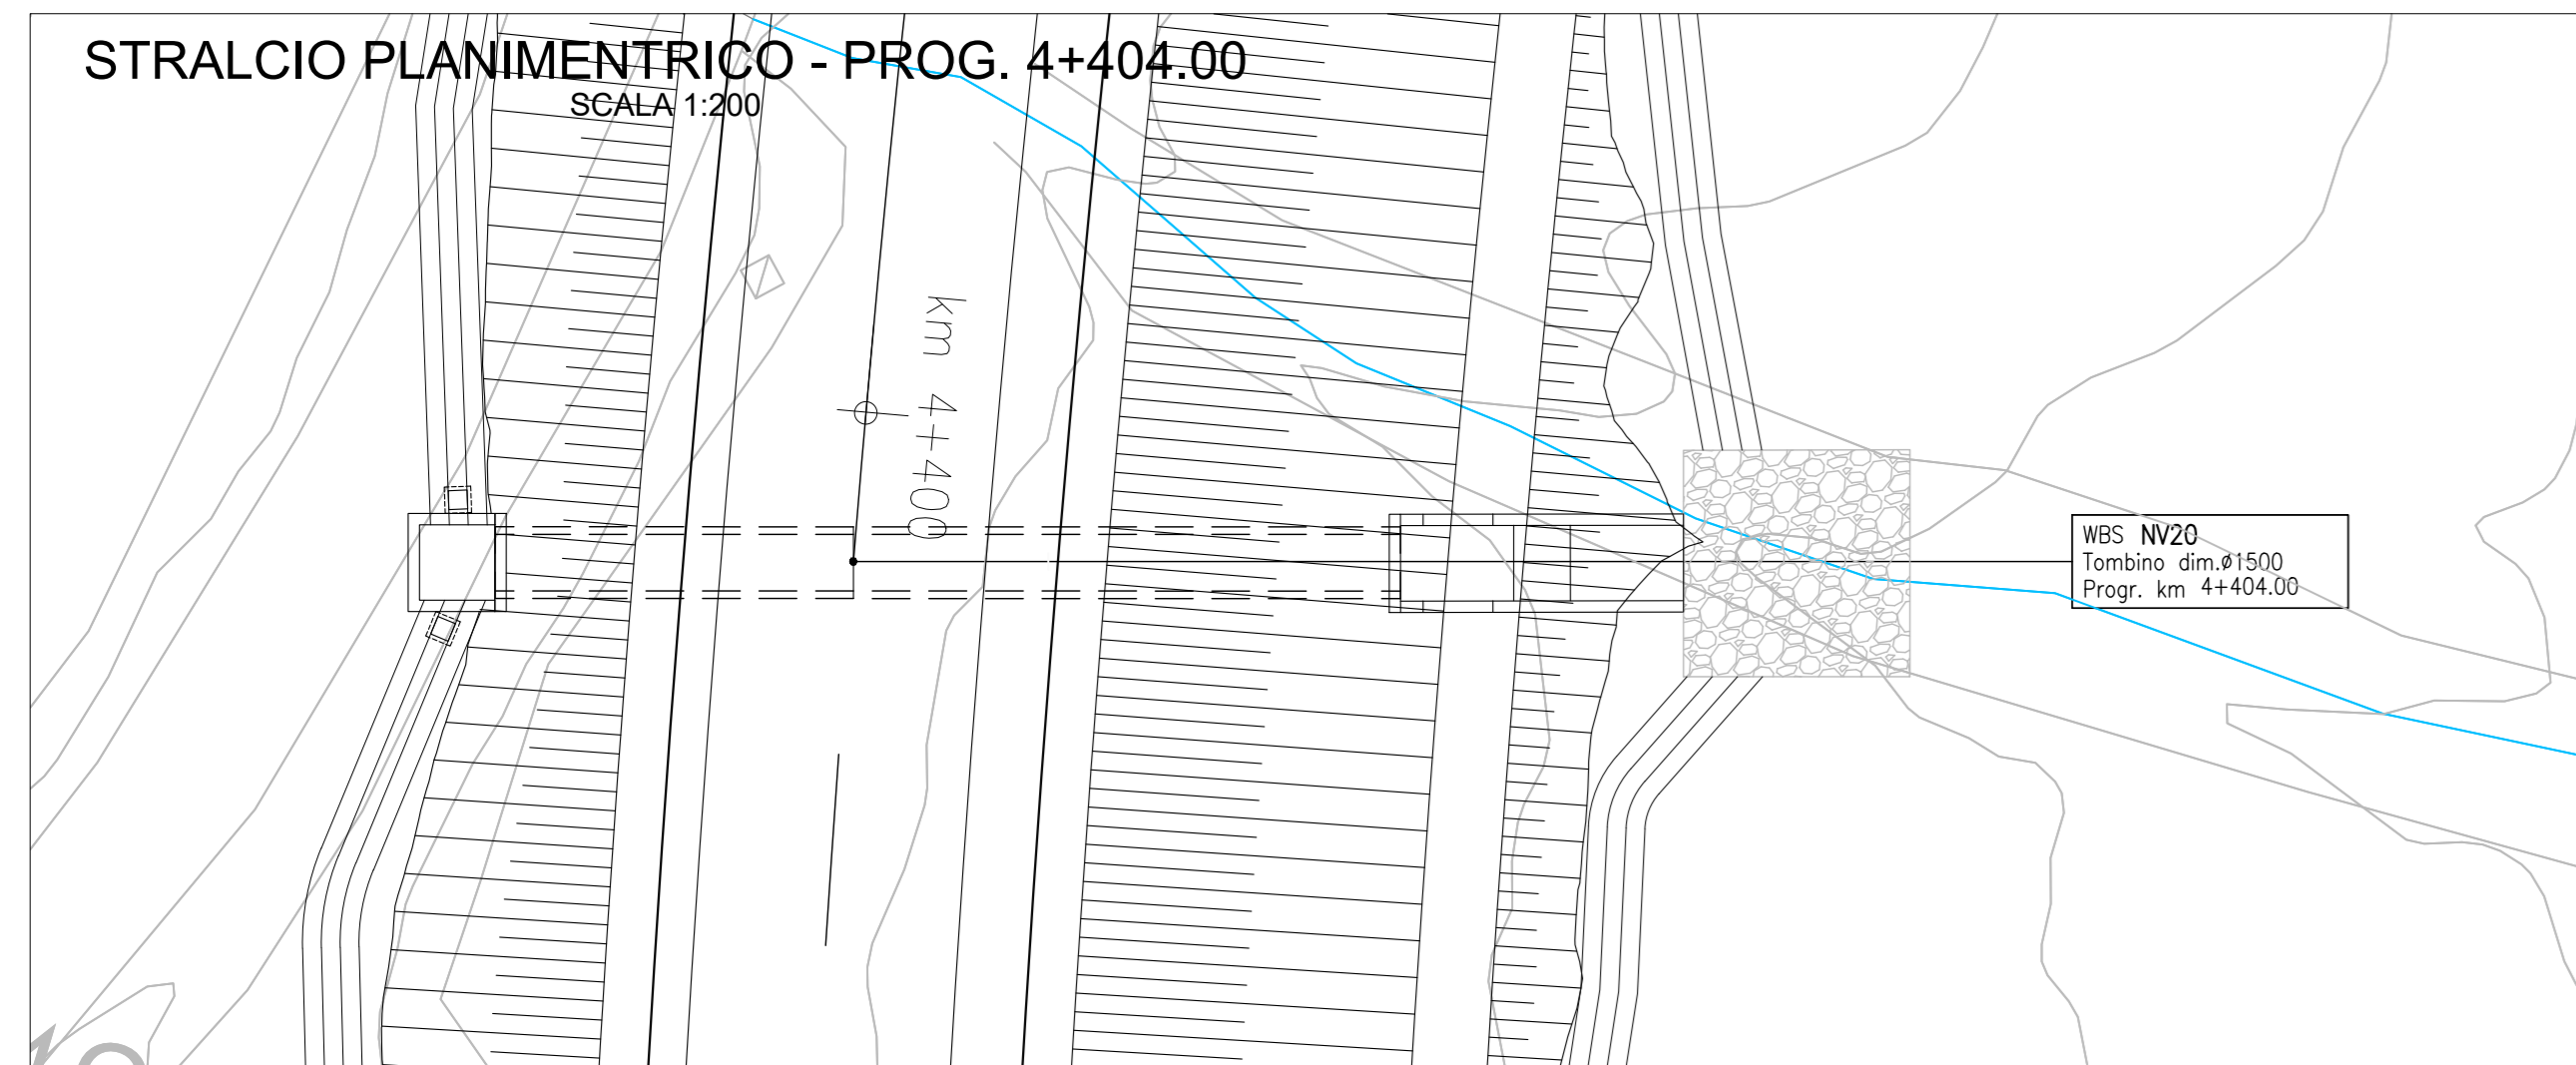 STRALCIO PLANIMENTRICO - PROG. 4+404.00
SCALA 1:200
km 4+400
WBS NV20
Tombino dim.ø1500
Progr. km 4+404.00